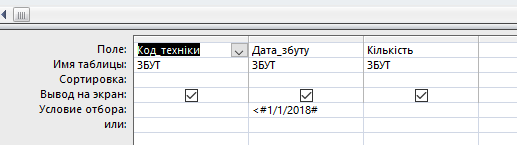 Поле: Код_техніки Дата_збуту Кількість
Имя таблицы: ЗБУТ ЗБУТ ЗБУТ
Сортировка:
Вывод на экран:
Условие отбора: <#1/1/2018#
или: